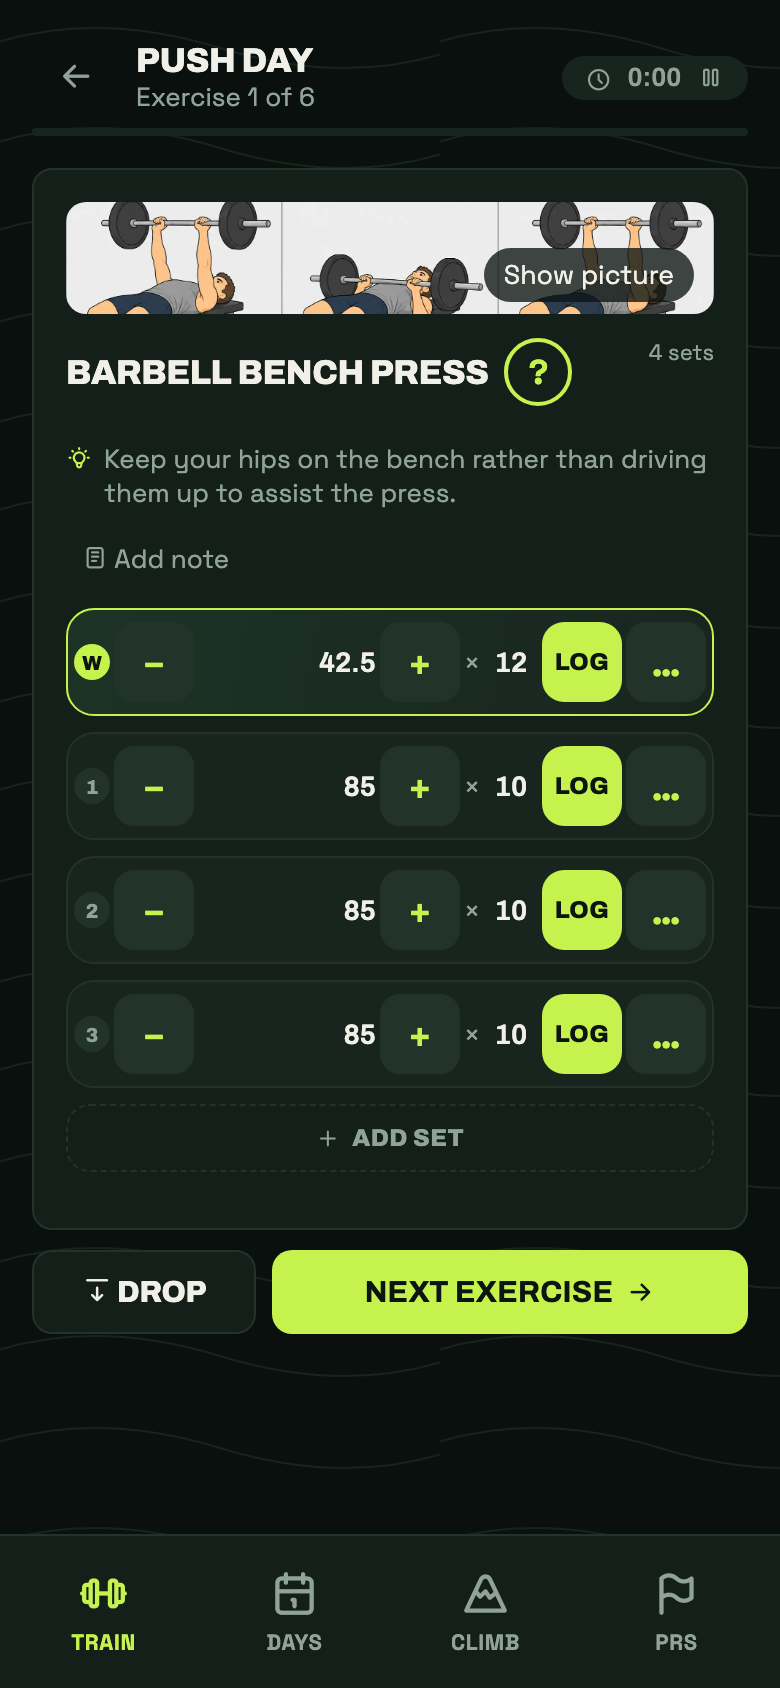 PUSH DAY
Exercise 1 of 6
0:00
Show picture
BARBELL BENCH PRESS ?
4 sets
Keep your hips on the bench rather than driving
them up to assist the press.
Add note
W − 42.5 + × 12 LOG ...
1 − 85 + × 10 LOG ...
2 − 85 + × 10 LOG ...
3 − 85 + × 10 LOG ...
+ ADD SET
DROP
NEXT EXERCISE →
TRAIN
DAYS
CLIMB
PRS